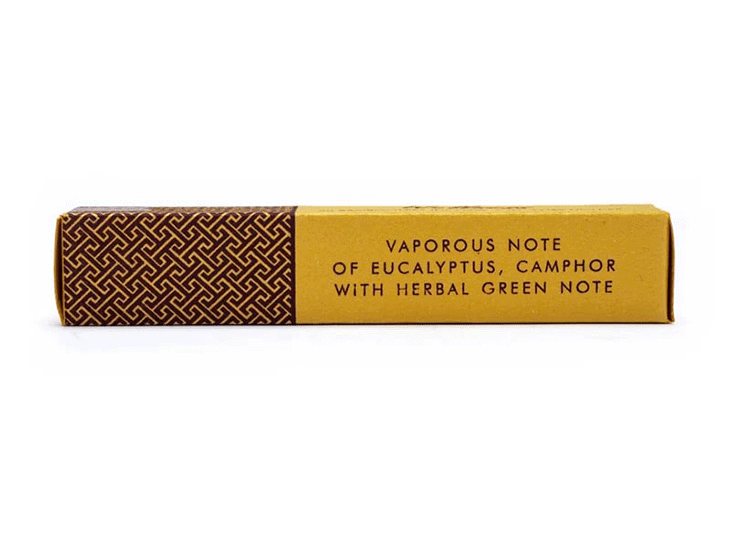 VAPOROUS NOTE
OF EUCALYPTUS, CAMPHOR
WiTH HERBAL GREEN NOTE